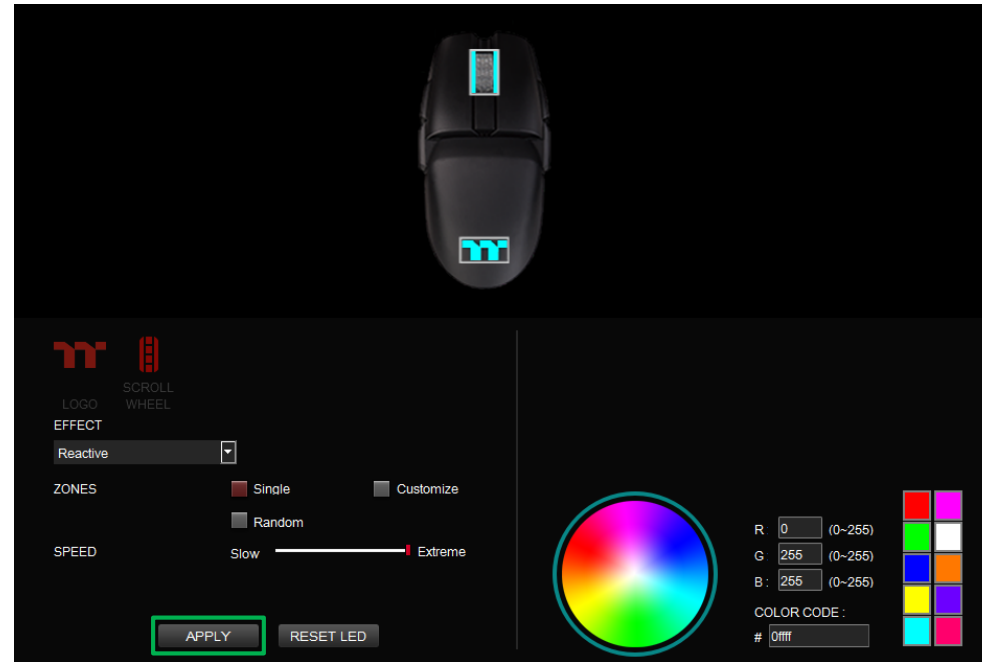 SCROLL
LOGO WHEEL
EFFECT
Reactive
ZONES Single Customize
Random
SPEED Slow Extreme
APPLY RESET LED
R 0 (0~255)
G 255 (0~255)
B : 255 (0~255)
COLOR CODE :
# 0ffff